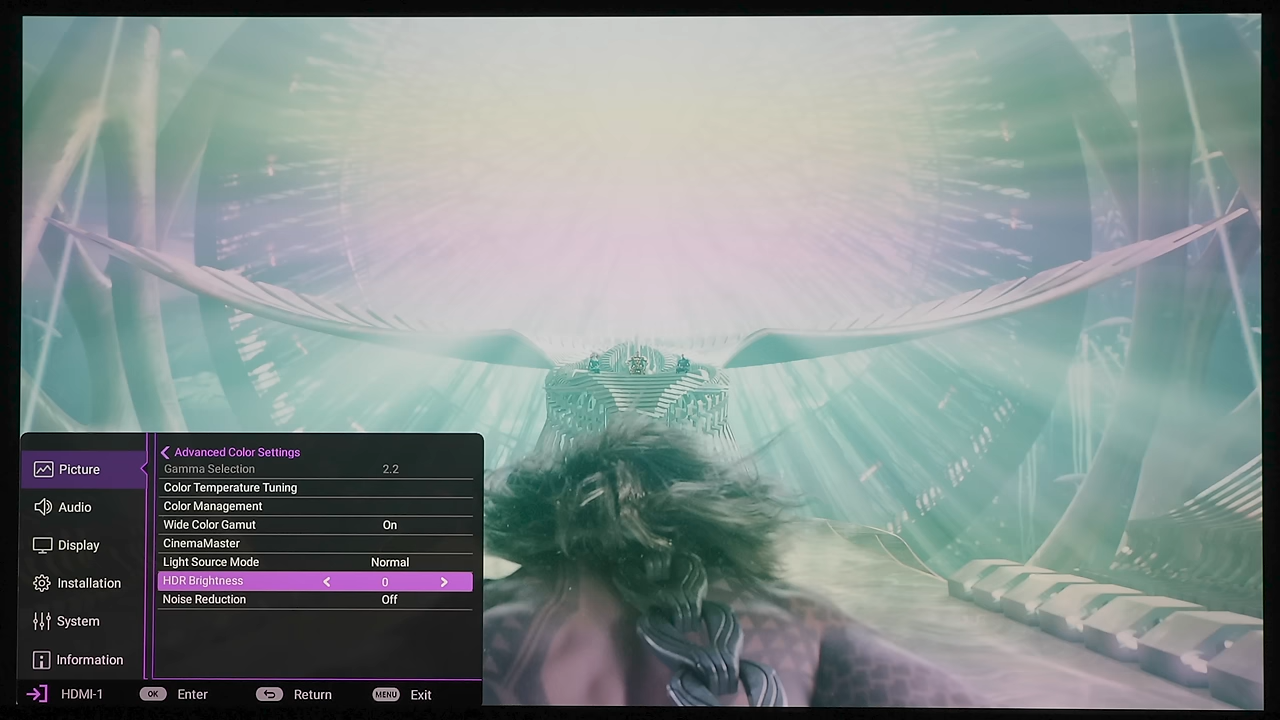 Picture
Audio
Display
Installation
System
Information
Advanced Color Settings
Gamma Selection 2.2
Color Temperature Tuning
Color Management
Wide Color Gamut On
CinemaMaster
Light Source Mode Normal
HDR Brightness 0
Noise Reduction Off
HDMI-1 OK Enter Return MENU Exit